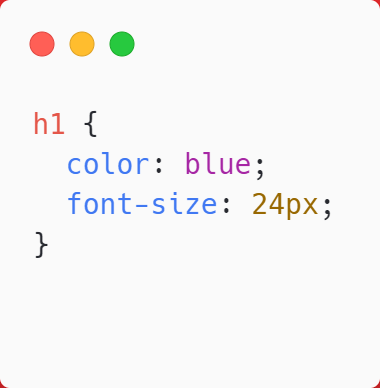 h1 {
  color: blue;
  font-size: 24px;
}